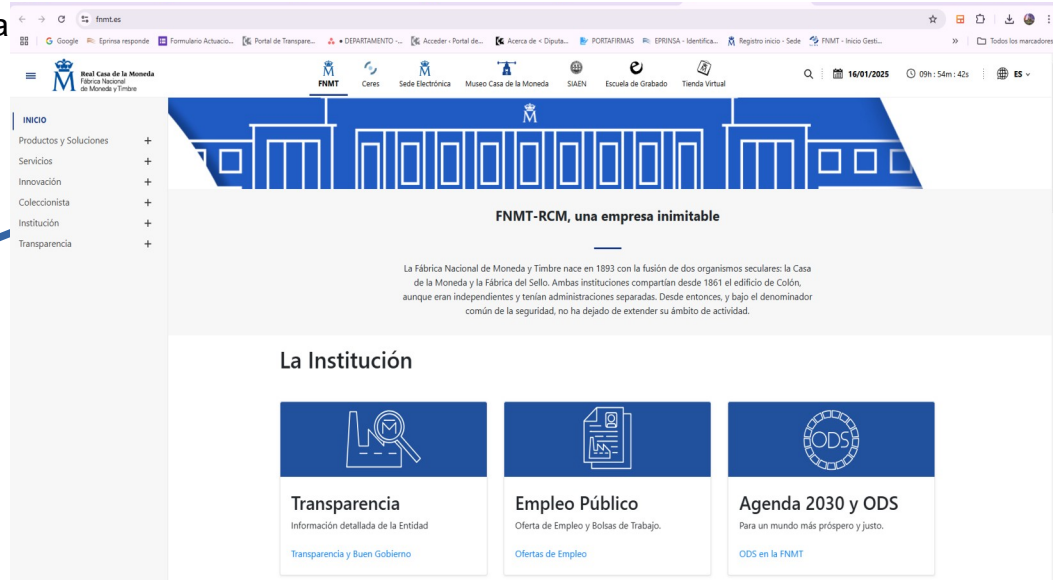 a
fnmt.es
Google
Eprinsa responde
Formulario Actuacio...
Portal de Transpare...
• DEPARTAMENTO -...
Acceder ‹ Portal de...
Acerca de < Diputa...
PORTAFIRMAS
EPRINSA - Identifica...
Registro inicio - Sede
FNMT - Inicio Gesti...
»
Todos los marcadores
Real Casa de la Moneda
Fábrica Nacional
de Moneda y Timbre
FNMT
Ceres
Sede Electrónica
Museo Casa de la Moneda
SIAEN
Escuela de Grabado
Tienda Virtual
16/01/2025
09h : 54m : 42s
ES
INICIO
Productos y Soluciones +
Servicios +
Innovación +
Coleccionista +
Institución +
Transparencia +
FNMT-RCM, una empresa inimitable
La Fábrica Nacional de Moneda y Timbre nace en 1893 con la fusión de dos organismos seculares: la Casa
de la Moneda y la Fábrica del Sello. Ambas instituciones compartían desde 1861 el edificio de Colón,
aunque eran independientes y tenían administraciones separadas. Desde entonces, y bajo el denominador
común de la seguridad, no ha dejado de extender su ámbito de actividad.
La Institución
Transparencia
Información detallada de la Entidad
Transparencia y Buen Gobierno
Empleo Público
Oferta de Empleo y Bolsas de Trabajo.
Ofertas de Empleo
ODS
Agenda 2030 y ODS
Para un mundo más próspero y justo.
ODS en la FNMT